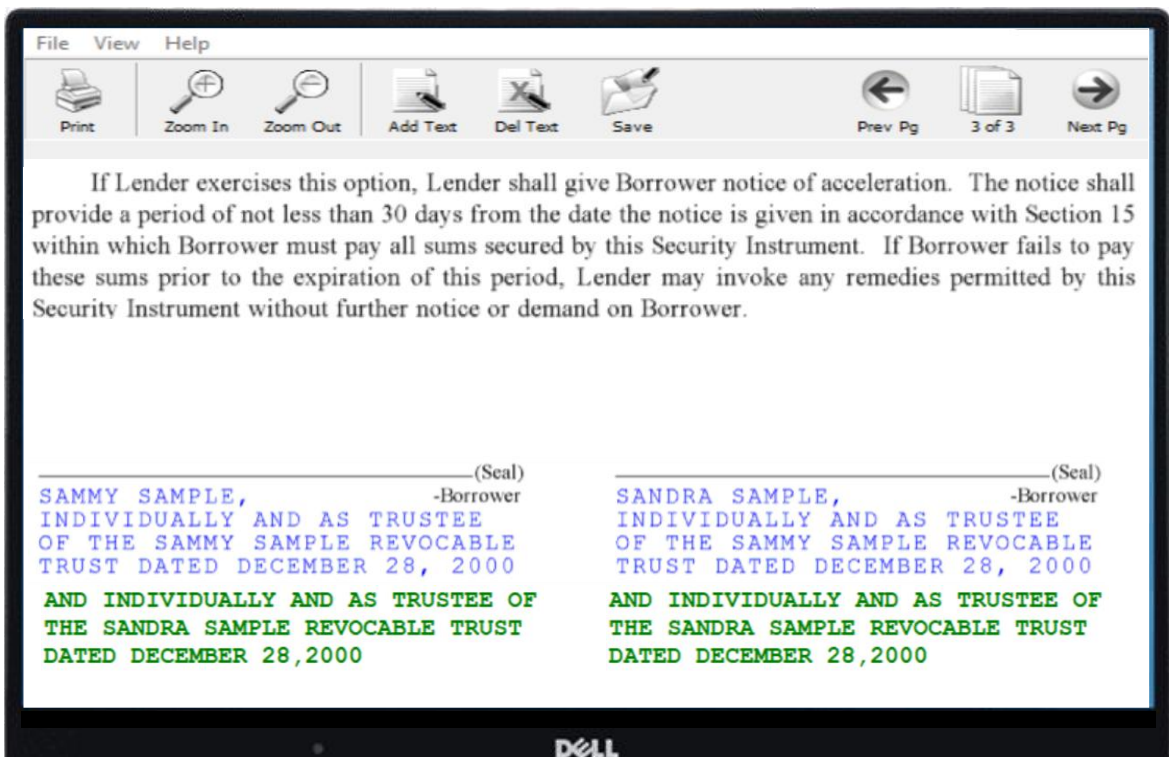 File View Help
Print Zoom In Zoom Out Add Text Del Text Save Prev Pg 3 of 3 Next Pg
If Lender exercises this option, Lender shall give Borrower notice of acceleration. The notice shall
provide a period of not less than 30 days from the date the notice is given in accordance with Section 15
within which Borrower must pay all sums secured by this Security Instrument. If Borrower fails to pay
these sums prior to the expiration of this period, Lender may invoke any remedies permitted by this
Security Instrument without further notice or demand on Borrower.
(Seal)
SAMMY SAMPLE, -Borrower
INDIVIDUALLY AND AS TRUSTEE
OF THE SAMMY SAMPLE REVOCABLE
TRUST DATED DECEMBER 28, 2000
AND INDIVIDUALLY AND AS TRUSTEE OF
THE SANDRA SAMPLE REVOCABLE TRUST
DATED DECEMBER 28,2000
(Seal)
SANDRA SAMPLE, -Borrower
INDIVIDUALLY AND AS TRUSTEE
OF THE SAMMY SAMPLE REVOCABLE
TRUST DATED DECEMBER 28, 2000
AND INDIVIDUALLY AND AS TRUSTEE OF
THE SANDRA SAMPLE REVOCABLE TRUST
DATED DECEMBER 28,2000
DELL